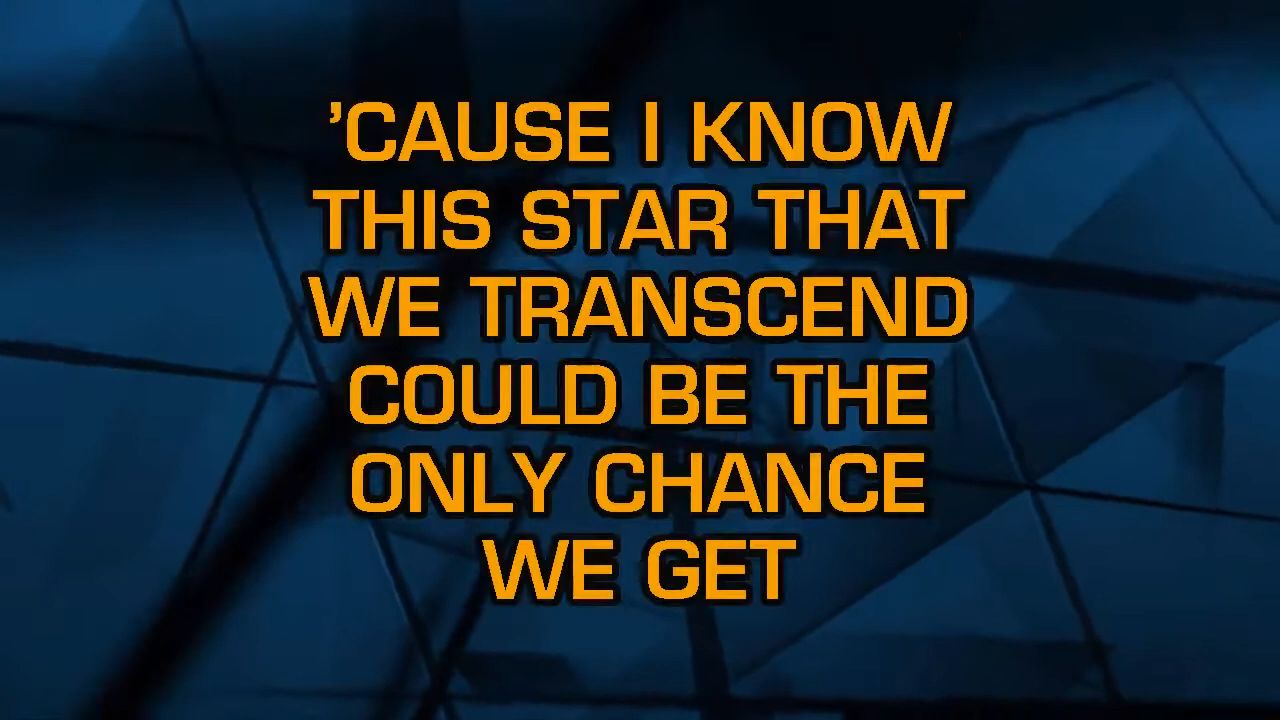 'CAUSE I KNOW
THIS STAR THAT
WE TRANSCEND
COULD BE THE
ONLY CHANCE
WE GET